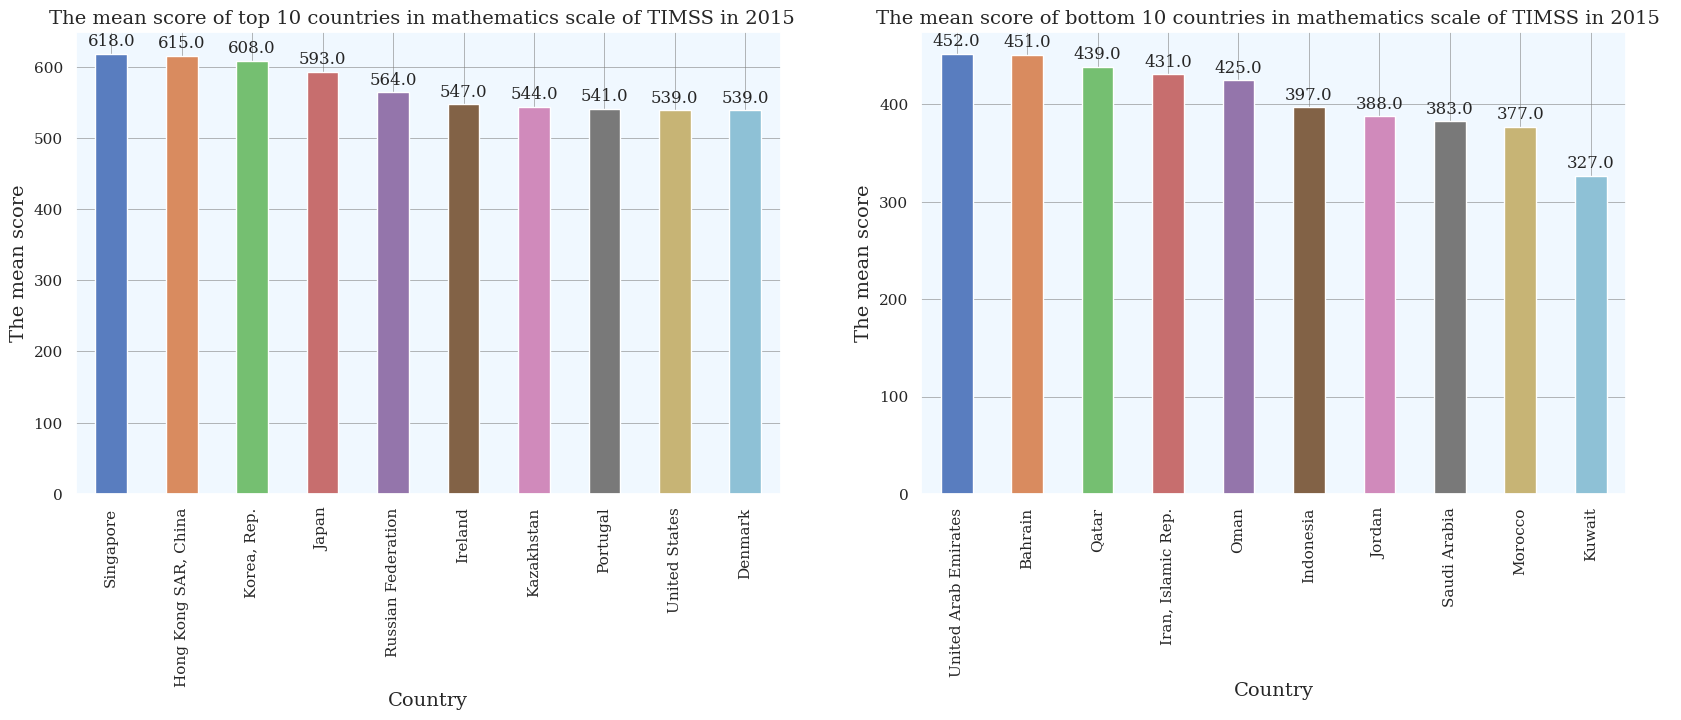 The mean score of top 10 countries in mathematics scale of TIMSS in 2015
618.0
615.0
608.0
593.0
564.0
547.0
544.0
541.0
539.0
539.0
600
500
400
300
200
100
0
The mean score
Singapore
Hong Kong SAR, China
Korea, Rep.
Japan
Russian Federation
Ireland
Kazakhstan
Portugal
United States
Denmark
Country
The mean score of bottom 10 countries in mathematics scale of TIMSS in 2015
452.0
451.0
439.0
431.0
425.0
397.0
388.0
383.0
377.0
327.0
400
300
200
100
0
The mean score
United Arab Emirates
Bahrain
Qatar
Iran, Islamic Rep.
Oman
Indonesia
Jordan
Saudi Arabia
Morocco
Kuwait
Country